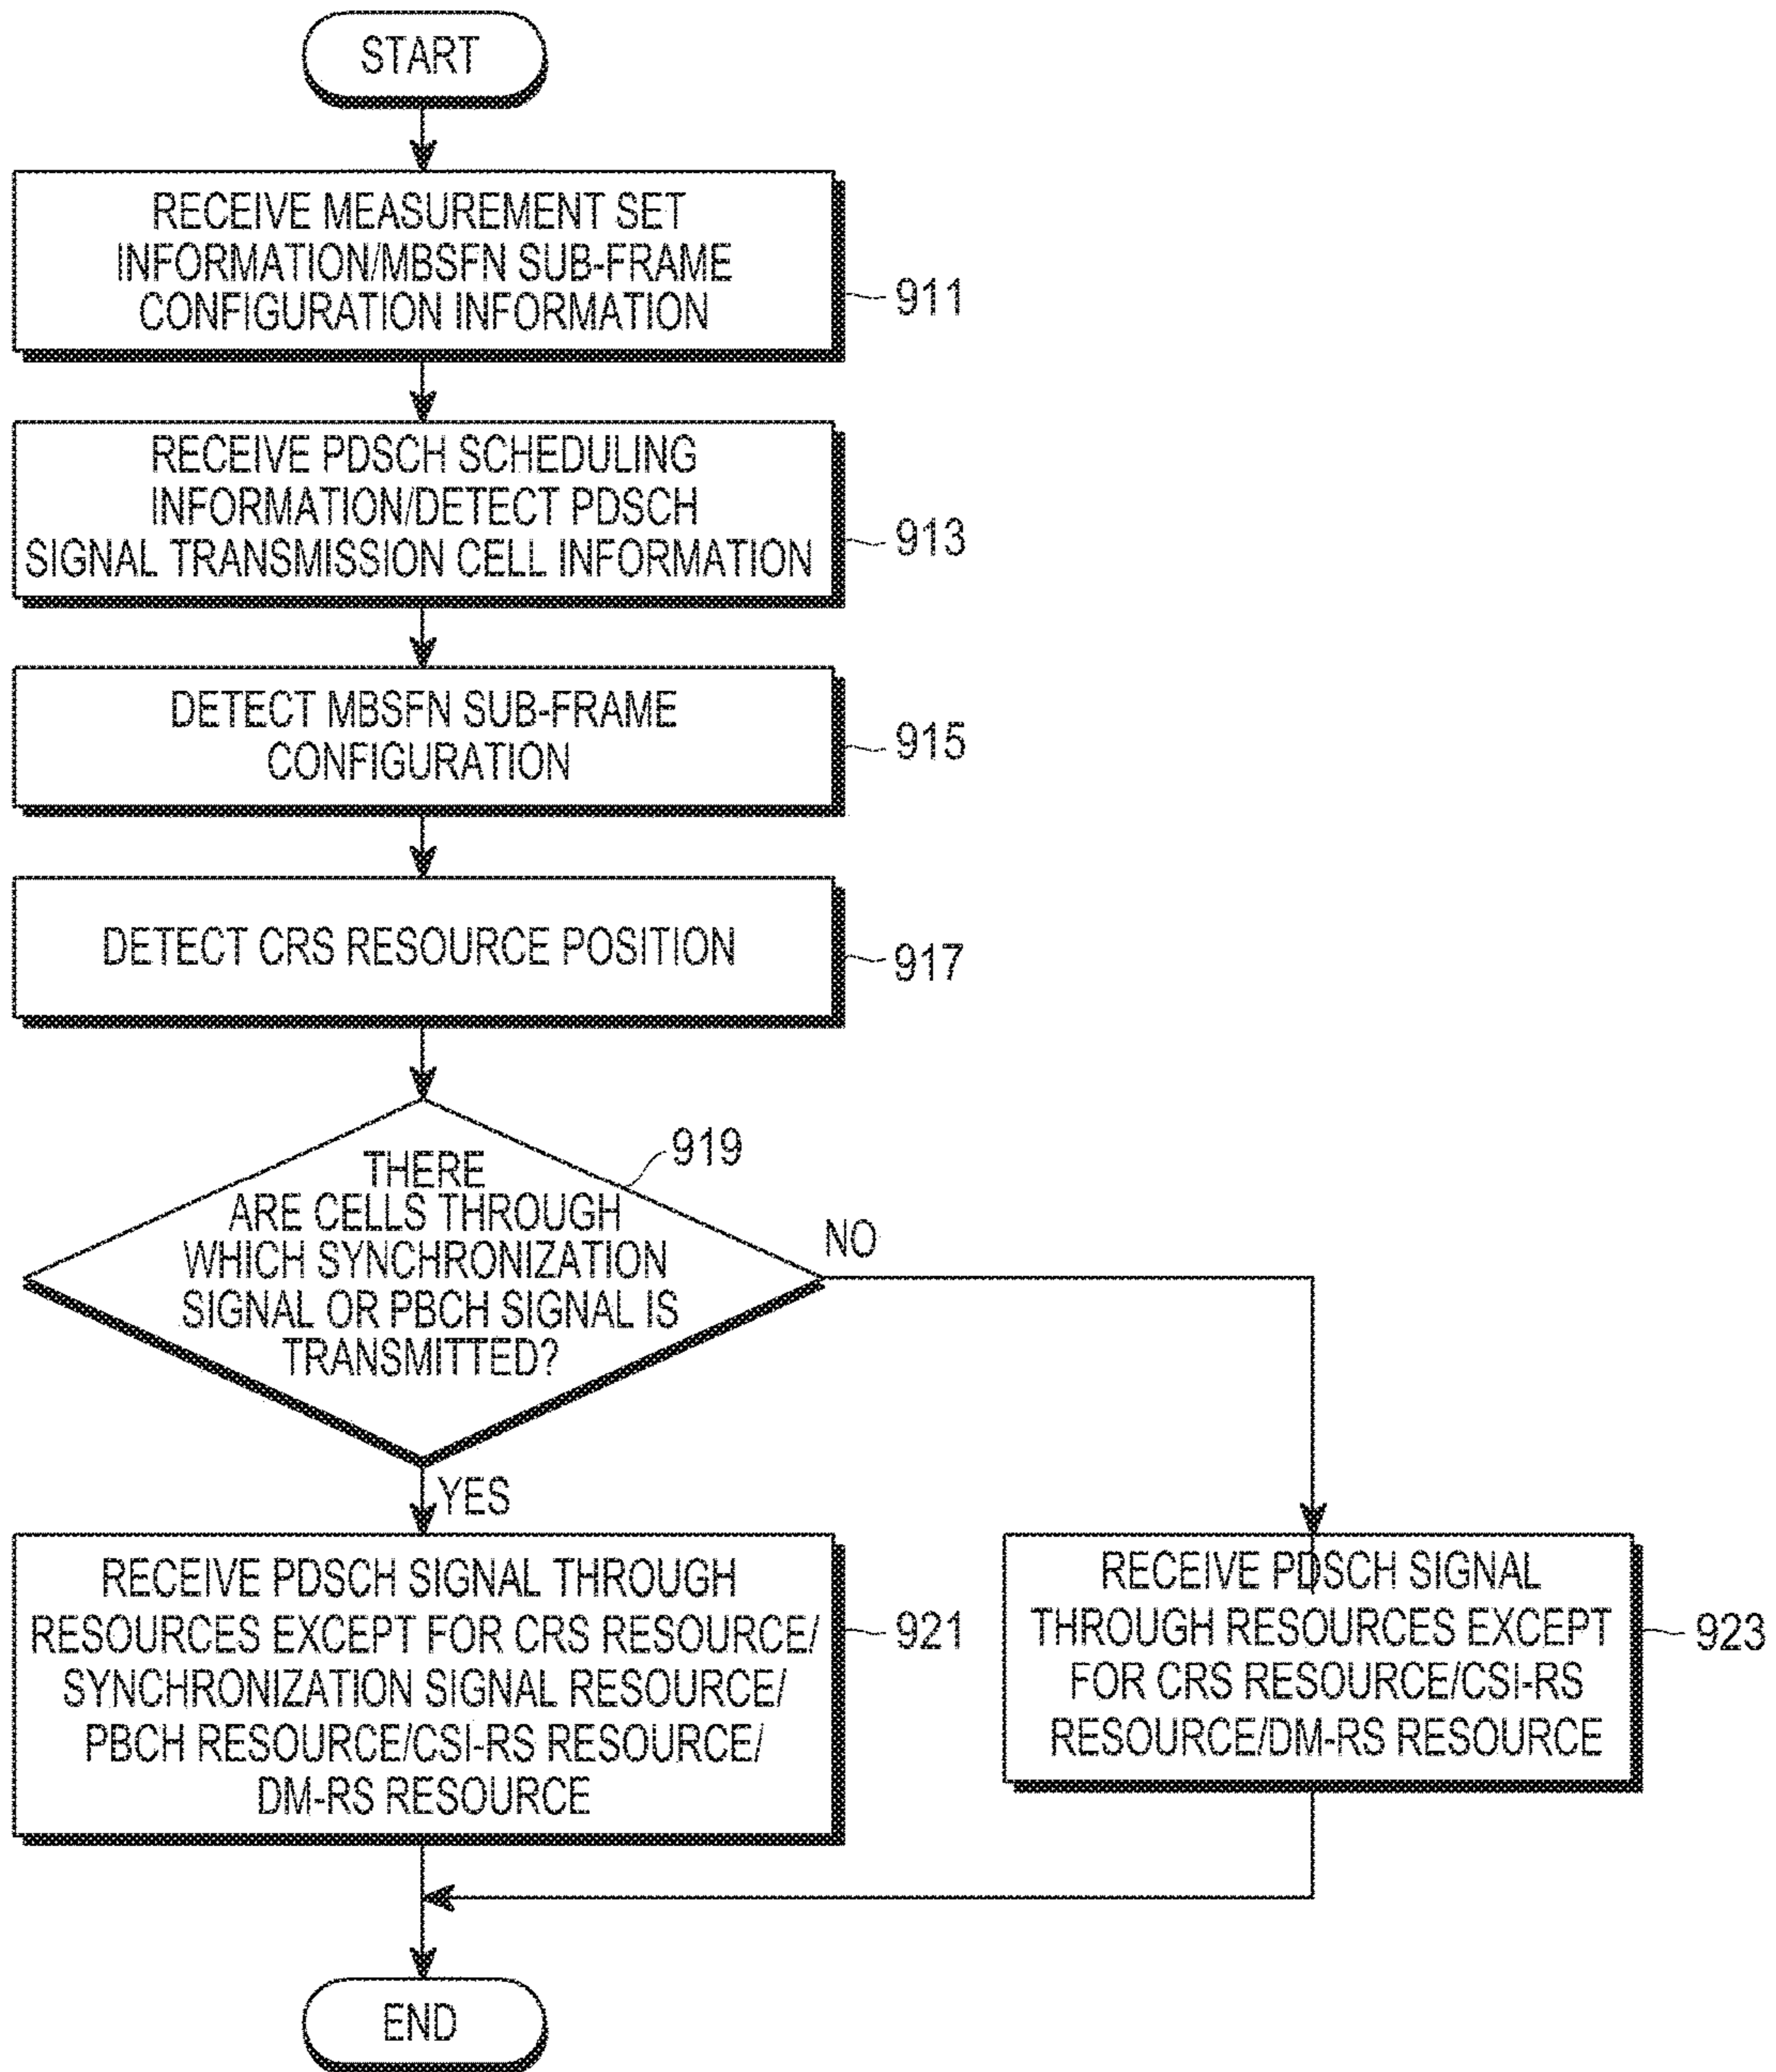 START
RECEIVE MEASUREMENT SET
INFORMATION/MBSFN SUB-FRAME
CONFIGURATION INFORMATION
911
RECEIVE PDSCH SCHEDULING
INFORMATION/DETECT PDSCH
SIGNAL TRANSMISSION CELL INFORMATION
913
DETECT MBSFN SUB-FRAME
CONFIGURATION
915
DETECT CRS RESOURCE POSITION
917
THERE
ARE CELLS THROUGH
WHICH SYNCHRONIZATION
SIGNAL OR PBCH SIGNAL IS
TRANSMITTED?
919
NO
YES
RECEIVE PDSCH SIGNAL THROUGH
RESOURCES EXCEPT FOR CRS RESOURCE/
SYNCHRONIZATION SIGNAL RESOURCE/
PBCH RESOURCE/CSI-RS RESOURCE/
DM-RS RESOURCE
921
RECEIVE PDSCH SIGNAL
THROUGH RESOURCES EXCEPT
FOR CRS RESOURCE/CSI-RS
RESOURCE/DM-RS RESOURCE
923
END